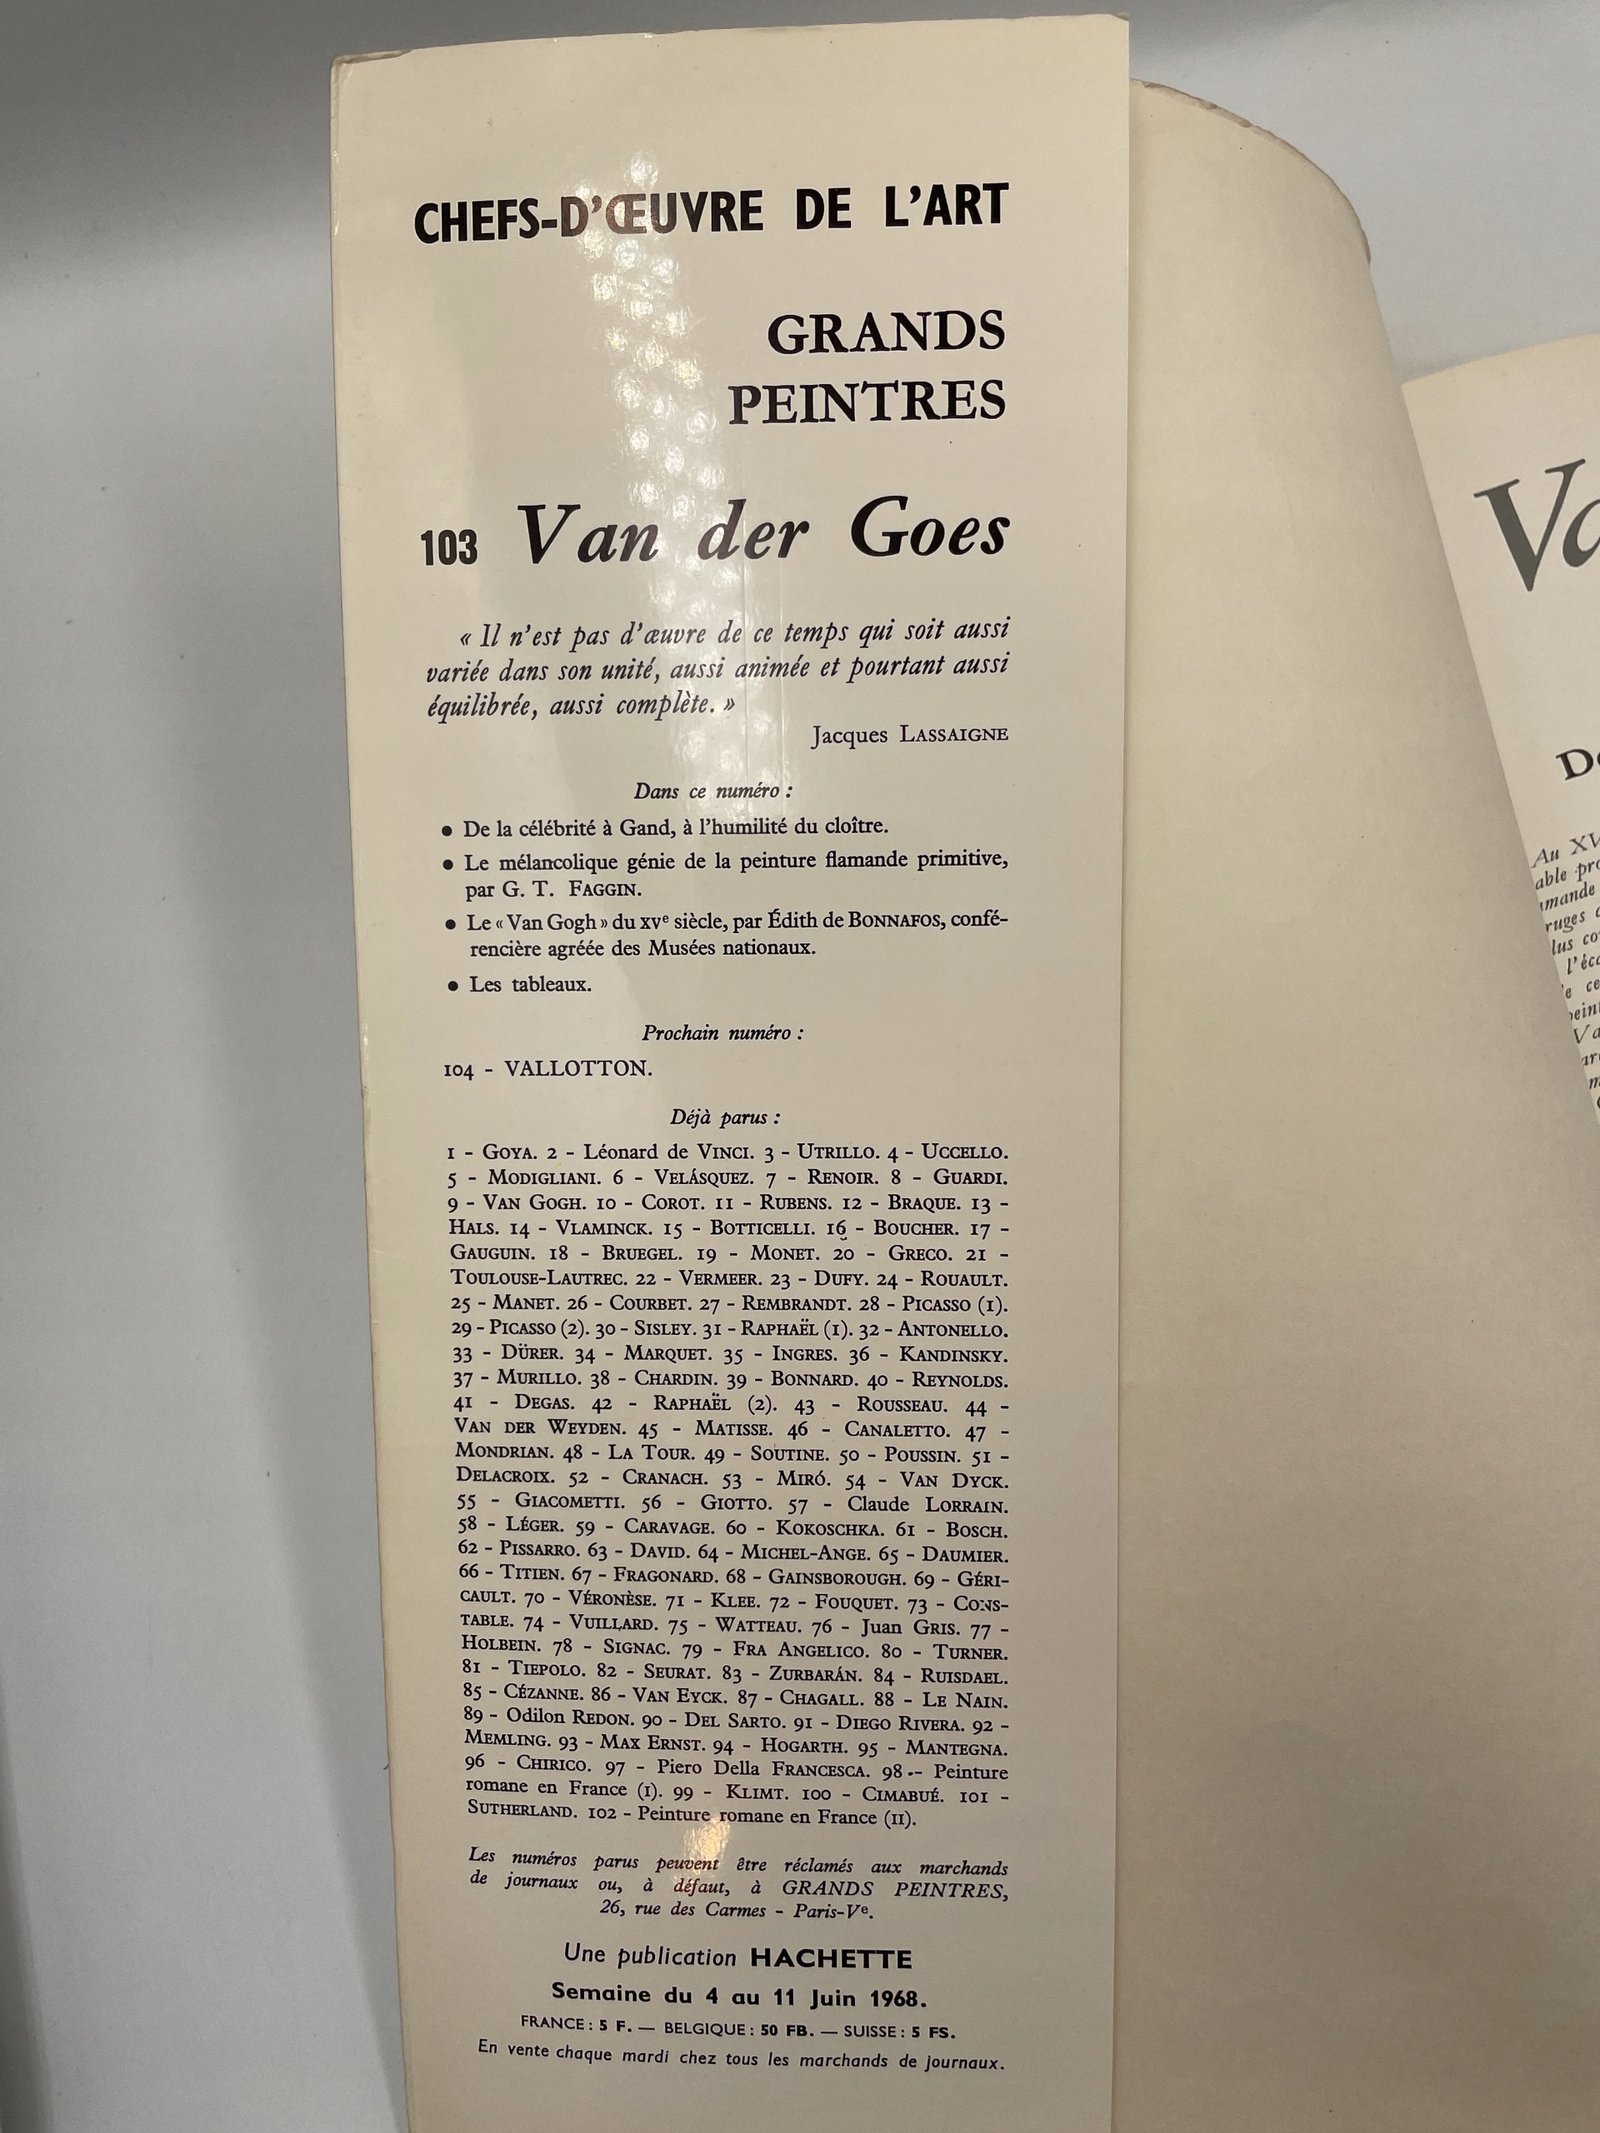 CHEFS-D'ŒUVRE DE L'ART
GRANDS
PEINTRES
103 Van der Goes
« Il n'est pas d'œuvre de ce temps qui soit aussi
variée dans son unité, aussi animée et pourtant aussi
équilibrée, aussi complète. »
Jacques LASSAIGNE
Dans ce numéro :
● De la célébrité à Gand, à l'humilité du cloître.
● Le mélancolique génie de la peinture flamande primitive,
par G. T. FAGGIN.
● Le « Van Gogh » du XVe siècle, par Édith de BONNAFOS, confé-
rencière agréée des Musées nationaux.
● Les tableaux.
Prochain numéro :
104 - VALLOTTON.
Déjà parus :
1 - GOYA. 2 - Léonard de VINCI. 3 - UTRILLO. 4 - UCCELLO.
5 - MODIGLIANI. 6 - VELÁSQUEZ. 7 - RENOIR. 8 - GUARDI.
9 - VAN GOGH. 10 - COROT. 11 - RUBENS. 12 - BRAQUE. 13 -
HALS. 14 - VLAMINCK. 15 - BOTTICELLI. 16 - BOUCHER. 17 -
GAUGUIN. 18 - BRUEGEL. 19 - MONET. 20 - GRECO. 21 -
TOULOUSE-LAUTREC. 22 - VERMEER. 23 - DUFY. 24 - ROUAULT.
25 - MANET. 26 - COURBET. 27 - REMBRANDT. 28 - PICASSO (1).
29 - PICASSO (2). 30 - SISLEY. 31 - RAPHAËL (1). 32 - ANTONELLO.
33 - DÜRER. 34 - MARQUET. 35 - INGRES. 36 - KANDINSKY.
37 - MURILLO. 38 - CHARDIN. 39 - BONNARD. 40 - REYNOLDS.
41 - DEGAS. 42 - RAPHAËL (2). 43 - ROUSSEAU. 44 -
VAN DER WEYDEN. 45 - MATISSE. 46 - CANALETTO. 47 -
MONDRIAN. 48 - LA TOUR. 49 - SOUTINE. 50 - POUSSIN. 51 -
DELACROIX. 52 - CRANACH. 53 - MIRÓ. 54 - VAN DYCK.
55 - GIACOMETTI. 56 - GIOTTO. 57 - Claude LORRAIN.
58 - LÉGER. 59 - CARAVAGE. 60 - KOKOSCHKA. 61 - BOSCH.
62 - PISSARRO. 63 - DAVID. 64 - MICHEL-ANGE. 65 - DAUMIER.
66 - TITIEN. 67 - FRAGONARD. 68 - GAINSBOROUGH. 69 - GÉRI-
CAULT. 70 - VÉRONÈSE. 71 - KLEE. 72 - FOUQUET. 73 - CONS-
TABLE. 74 - VUILLARD. 75 - WATTEAU. 76 - Juan GRIS. 77 -
HOLBEIN. 78 - SIGNAC. 79 - FRA ANGELICO. 80 - TURNER.
81 - TIEPOLO. 82 - SEURAT. 83 - ZURBARÁN. 84 - RUISDAEL.
85 - CÉZANNE. 86 - VAN EYCK. 87 - CHAGALL. 88 - LE NAIN.
89 - Odilon REDON. 90 - DEL SARTO. 91 - DIEGO RIVERA. 92 -
MEMLING. 93 - MAX ERNST. 94 - HOGARTH. 95 - MANTEGNA.
96 - CHIRICO. 97 - Piero Della FRANCESCA. 98 - Peinture
romane en France (I). 99 - KLIMT. 100 - CIMABUÉ. 101 -
SUTHERLAND. 102 - Peinture romane en France (II).
Les numéros parus peuvent être réclamés aux marchands
de journaux ou, à défaut, à GRANDS PEINTRES,
26, rue des Carmes - Paris-Ve.
Une publication HACHETTE
Semaine du 4 au 11 Juin 1968.
FRANCE : 5 F. — BELGIQUE : 50 FB. — SUISSE : 5 FS.
En vente chaque mardi chez tous les marchands de journaux.
Au